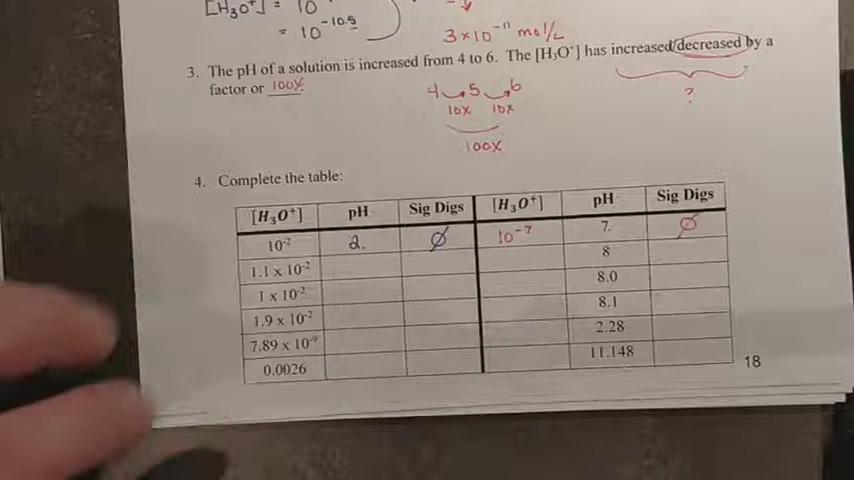 [H₃O⁺] = 10
= 10^-10.5
3 × 10^-11 mol/L
3. The pH of a solution is increased from 4 to 6. The [H₃O⁺] has increased/decreased by a
factor or 100X.
4 5 6
10X 10X
100X
?
4. Complete the table:
[H₃O⁺] pH Sig Digs [H₃O⁺] pH Sig Digs
10^-2 2. Ø 10^-7 7. Ø
1.1 x 10^-2 8
1 x 10^-2 8.0
1.9 x 10^-2 8.1
7.89 x 10^-9 2.28
0.0026 11.148
18